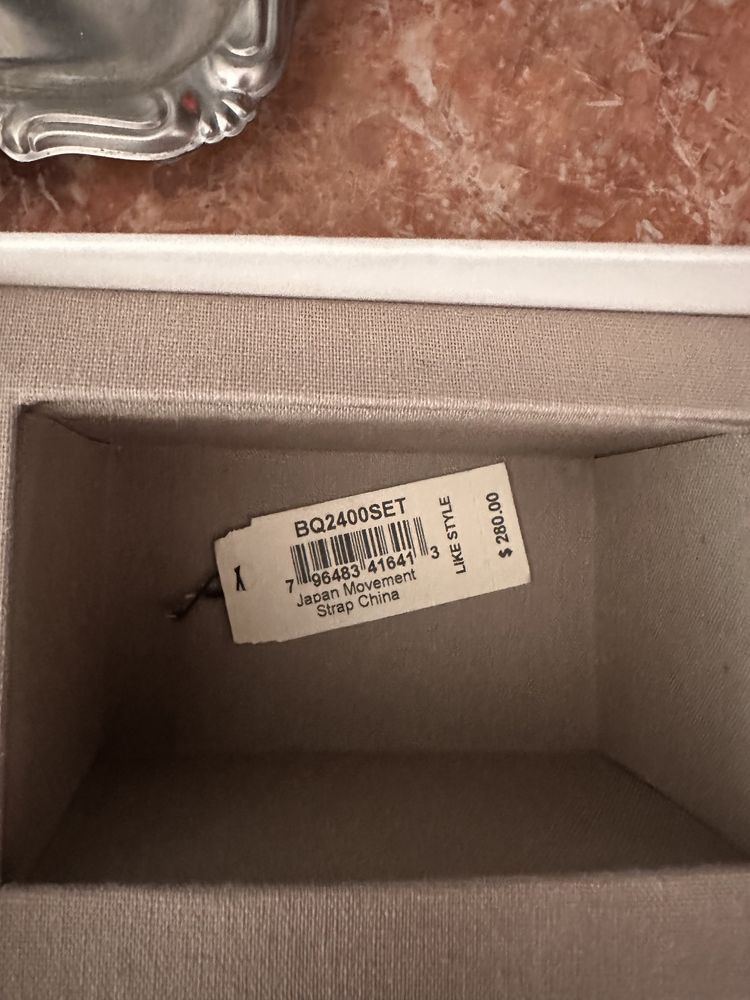 BQ2400SET
7 96483 41641 3
Japan Movement
Strap China
LIKE STYLE
$ 280.00
X